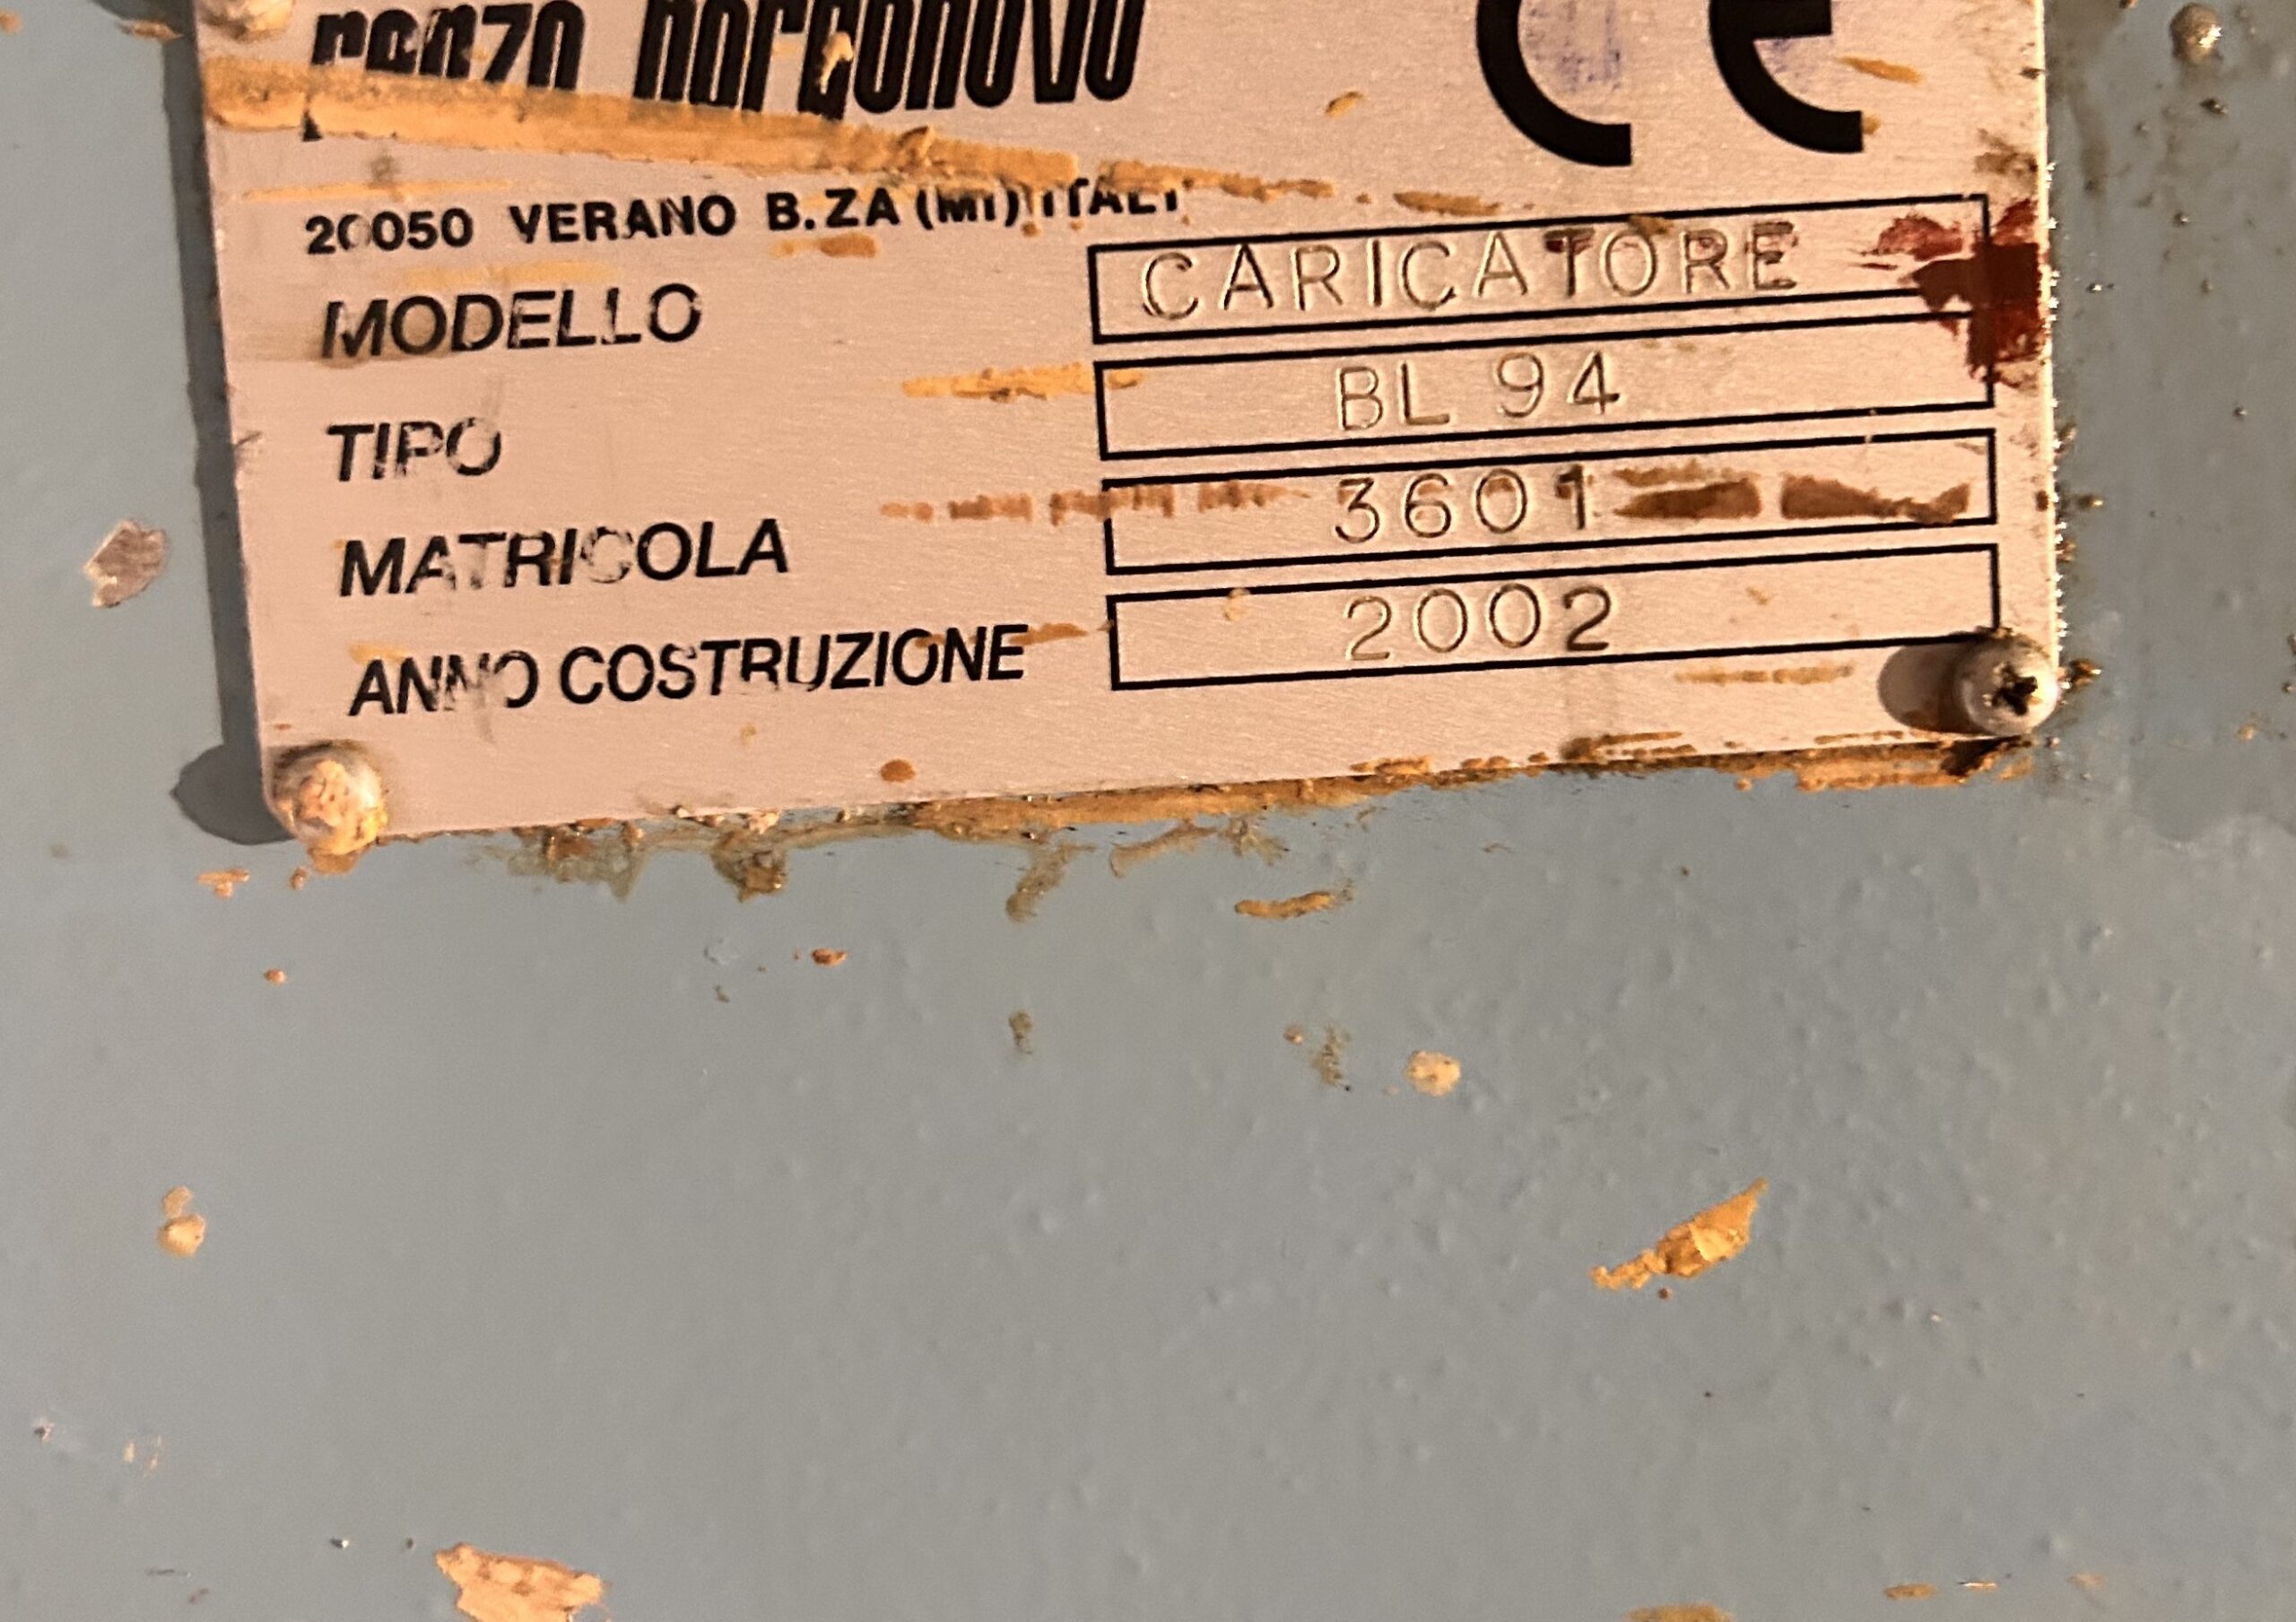 CE
20050 VERANO B.ZA (MI) ITALY
MODELLO CARICATORE
TIPO BL 94
MATRICOLA 3601
ANNO COSTRUZIONE 2002